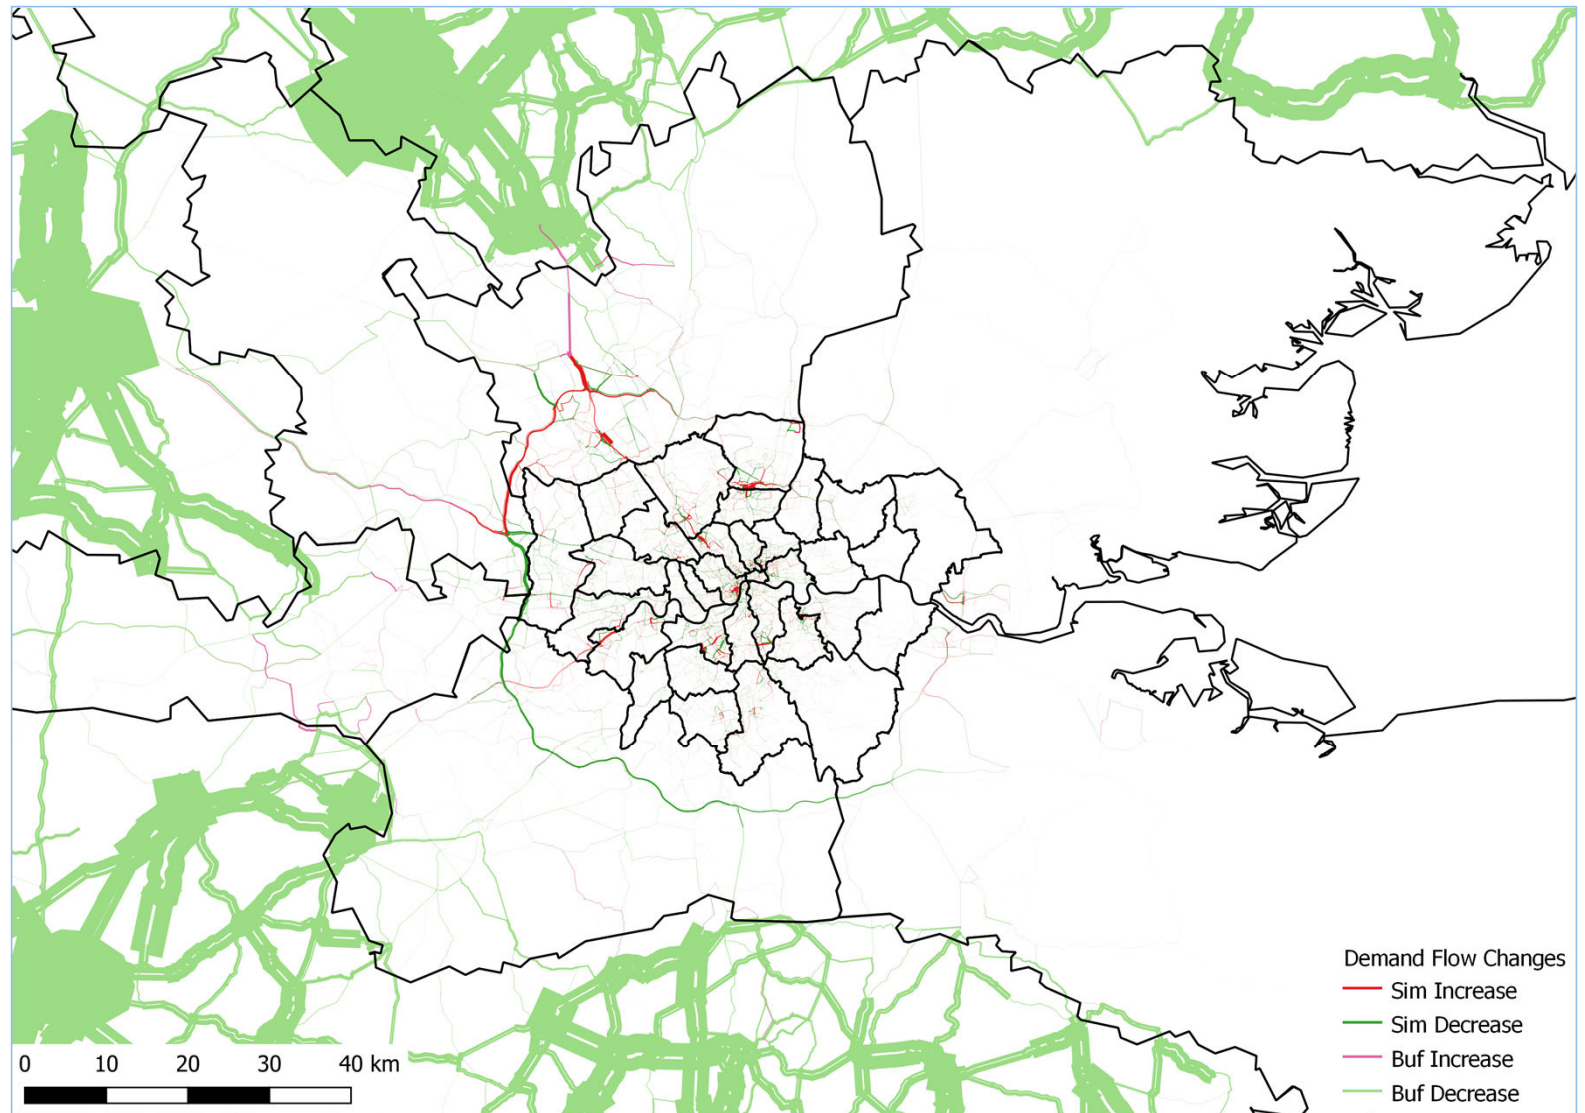 Demand Flow Changes
Sim Increase
Sim Decrease
Buf Increase
Buf Decrease
0 10 20 30 40 km